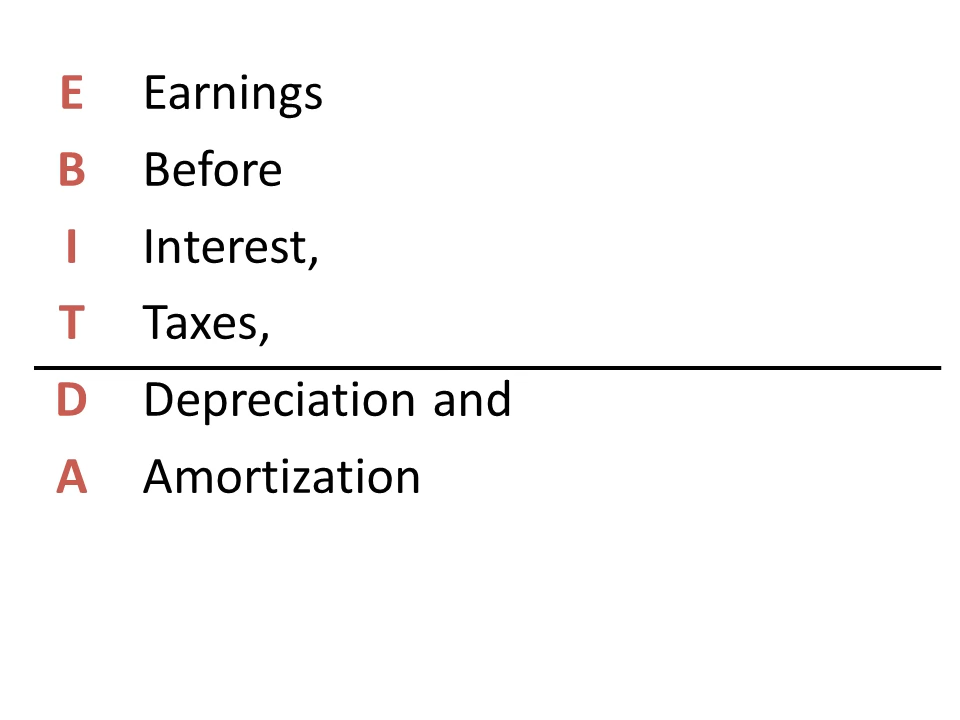 E Earnings
B Before
I Interest,
T Taxes,
D Depreciation and
A Amortization